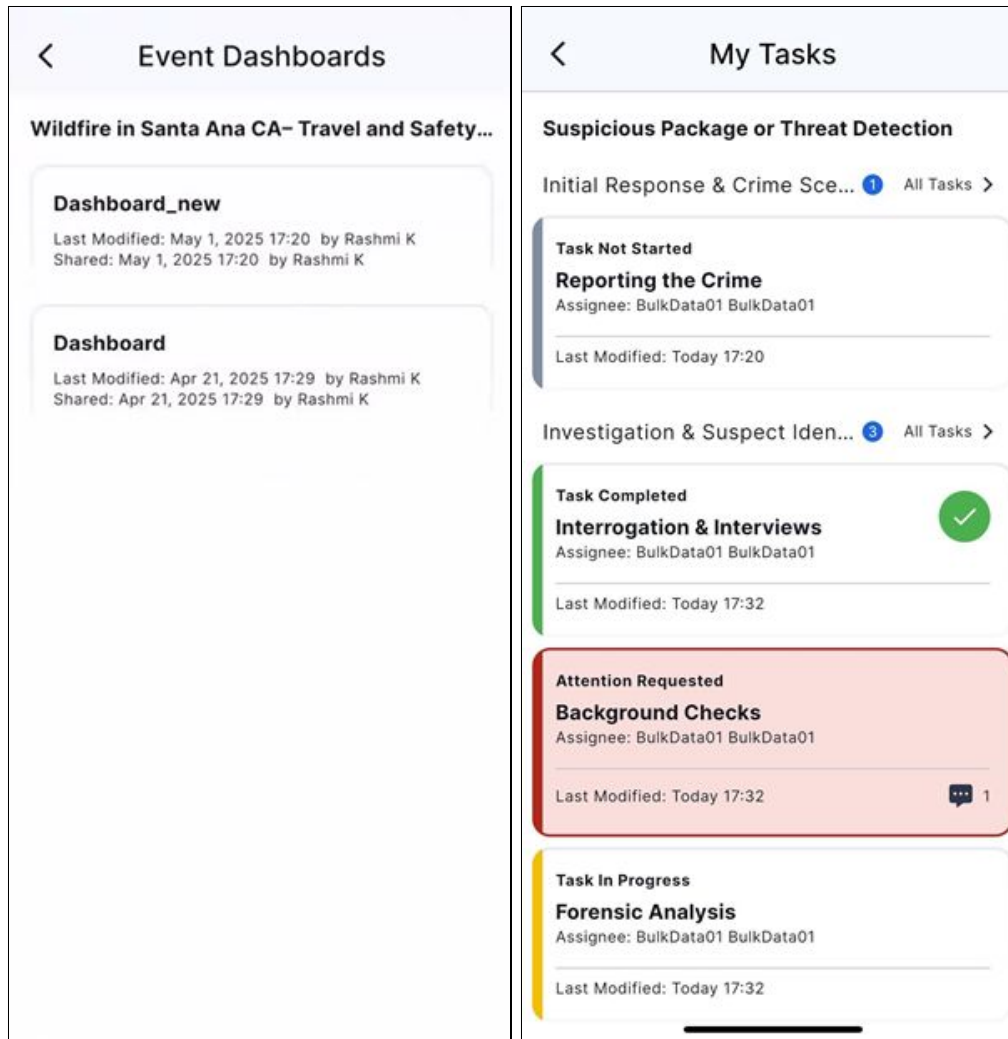 Event Dashboards
Wildfire in Santa Ana CA– Travel and Safety...
Dashboard_new
Last Modified: May 1, 2025 17:20 by Rashmi K
Shared: May 1, 2025 17:20 by Rashmi K
Dashboard
Last Modified: Apr 21, 2025 17:29 by Rashmi K
Shared: Apr 21, 2025 17:29 by Rashmi K
My Tasks
Suspicious Package or Threat Detection
Initial Response & Crime Sce... 1 All Tasks
Task Not Started
Reporting the Crime
Assignee: BulkData01 BulkData01
Last Modified: Today 17:20
Investigation & Suspect Iden... 3 All Tasks
Task Completed
Interrogation & Interviews
Assignee: BulkData01 BulkData01
Last Modified: Today 17:32
Attention Requested
Background Checks
Assignee: BulkData01 BulkData01
Last Modified: Today 17:32 1
Task In Progress
Forensic Analysis
Assignee: BulkData01 BulkData01
Last Modified: Today 17:32